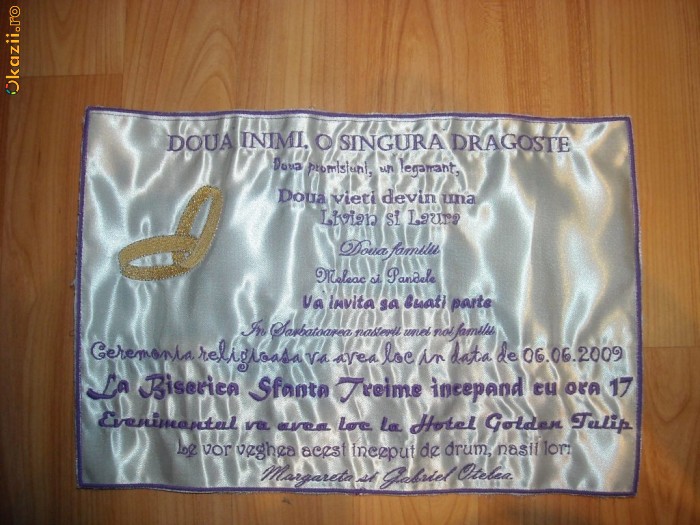 Okazii.ro
DOUA INIMI, O SINGURA DRAGOSTE
Doua promisiuni, un legamant,
Doua vieti devin una
Livian si Laura
Doua familii
Meleac si Pandele
Va invita sa luati parte
In Sarbatoarea nasterii unei noi familii
Ceremonia religioasa va avea loc in data de 06.06.2009
La Biserica Sfanta Treime incepand cu ora 17
Evenimentul va avea loc la Hotel Golden Tulip
Le vor veghea acest inceput de drum, nasii lor:
Margareta si Gabriel Otelea.